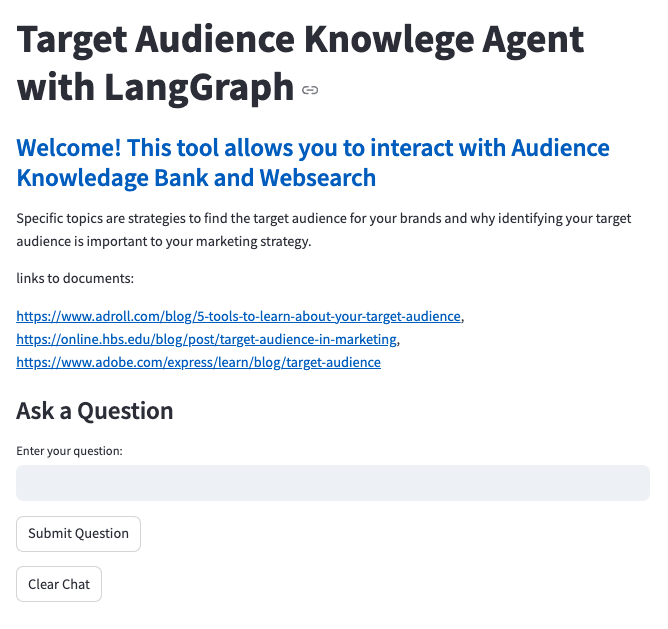 Target Audience Knowlege Agent
with LangGraph
Welcome! This tool allows you to interact with Audience
Knowledage Bank and Websearch
Specific topics are strategies to find the target audience for your brands and why identifying your target
audience is important to your marketing strategy.
links to documents:
https://www.adroll.com/blog/5-tools-to-learn-about-your-target-audience,
https://online.hbs.edu/blog/post/target-audience-in-marketing,
https://www.adobe.com/express/learn/blog/target-audience
Ask a Question
Enter your question:
Submit Question
Clear Chat